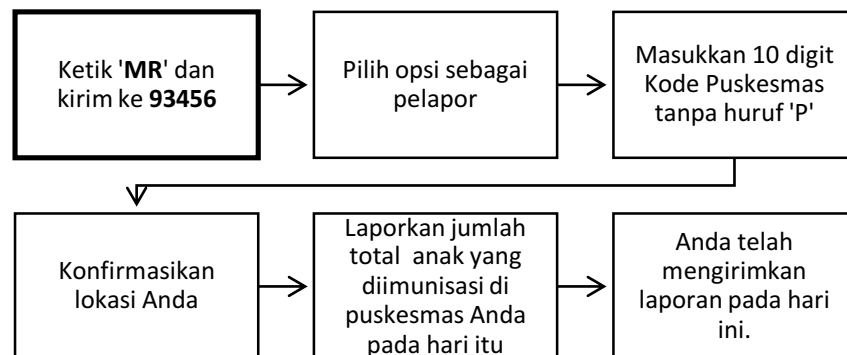 Ketik 'MR' dan
kirim ke 93456
Pilih opsi sebagai
pelapor
Masukkan 10 digit
Kode Puskesmas
tanpa huruf 'P'
Konfirmasikan
lokasi Anda
Laporkan jumlah
total anak yang
diimunisasi di
puskesmas Anda
pada hari itu
Anda telah
mengirimkan
laporan pada hari
ini.